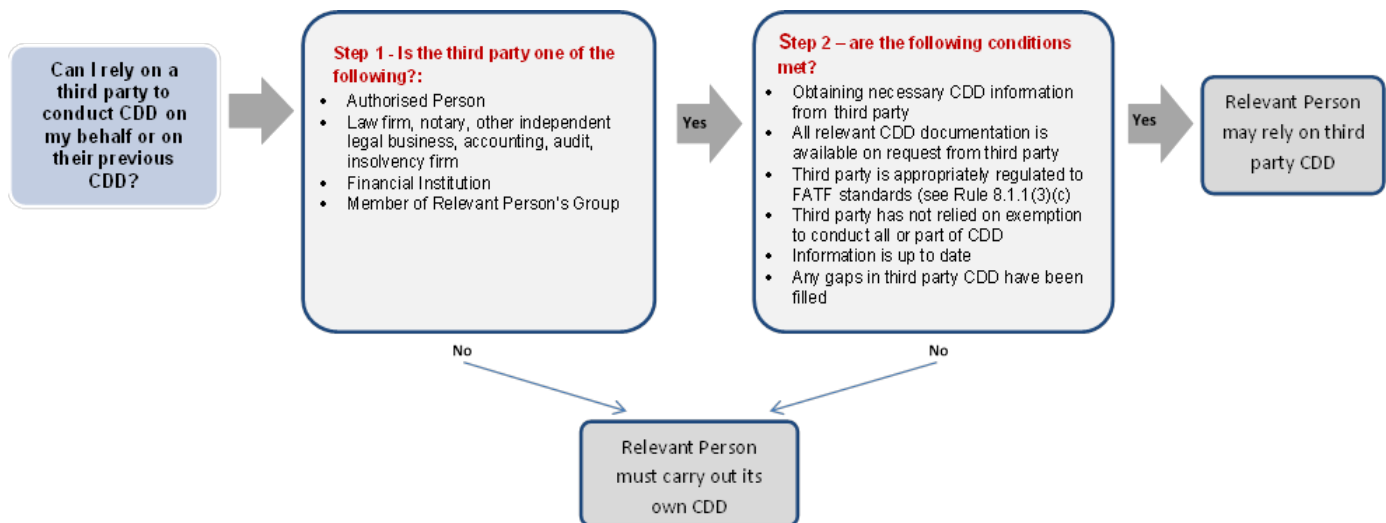 Can I rely on a
third party to
conduct CDD on
my behalf or on
their previous
CDD?
Step 1 - Is the third party one of the
following?:
• Authorised Person
• Law firm, notary, other independent
legal business, accounting, audit,
insolvency firm
• Financial Institution
• Member of Relevant Person's Group
Yes
Step 2 – are the following conditions
met?
• Obtaining necessary CDD information
from third party
• All relevant CDD documentation is
available on request from third party
• Third party is appropriately regulated to
FATF standards (see Rule 8.1.1(3)(c)
• Third party has not relied on exemption
to conduct all or part of CDD
• Information is up to date
• Any gaps in third party CDD have been
filled
Yes
Relevant Person
may rely on third
party CDD
No
No
Relevant Person
must carry out its
own CDD